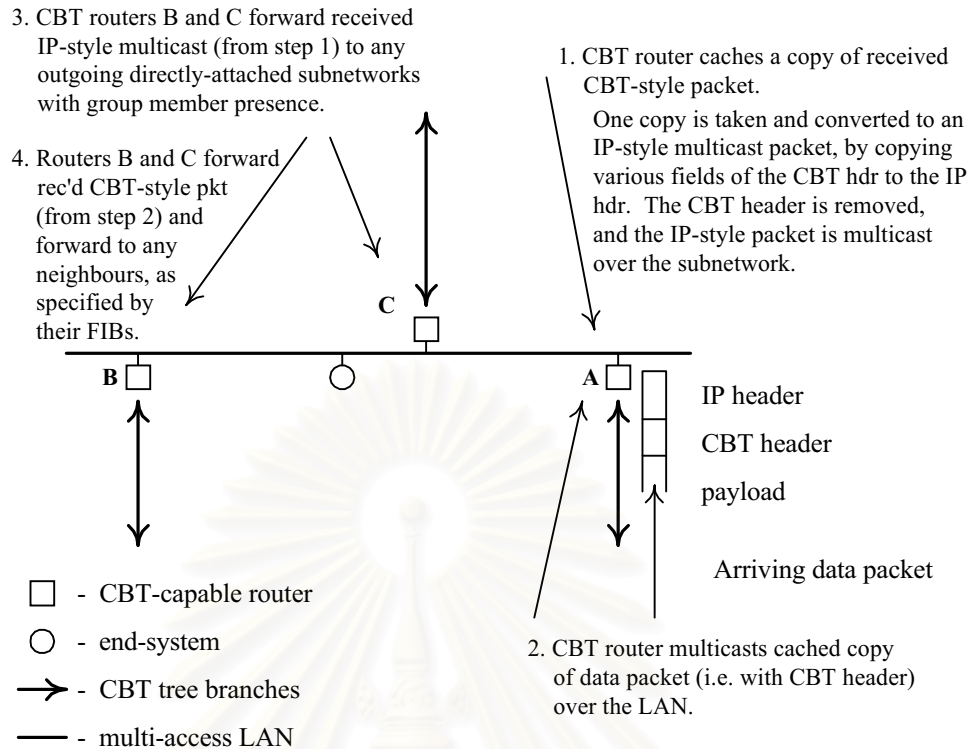 3. CBT routers B and C forward received
IP-style multicast (from step 1) to any
outgoing directly-attached subnetworks
with group member presence.
1. CBT router caches a copy of received
CBT-style packet.
One copy is taken and converted to an
IP-style multicast packet, by copying
various fields of the CBT hdr to the IP
hdr. The CBT header is removed,
and the IP-style packet is multicast
over the subnetwork.
4. Routers B and C forward
rec'd CBT-style pkt
(from step 2) and
forward to any
neighbours, as
specified by
their FIBs.
C
B
A
IP header
CBT header
payload
Arriving data packet
- CBT-capable router
- end-system
- CBT tree branches
- multi-access LAN
2. CBT router multicasts cached copy
of data packet (i.e. with CBT header)
over the LAN.